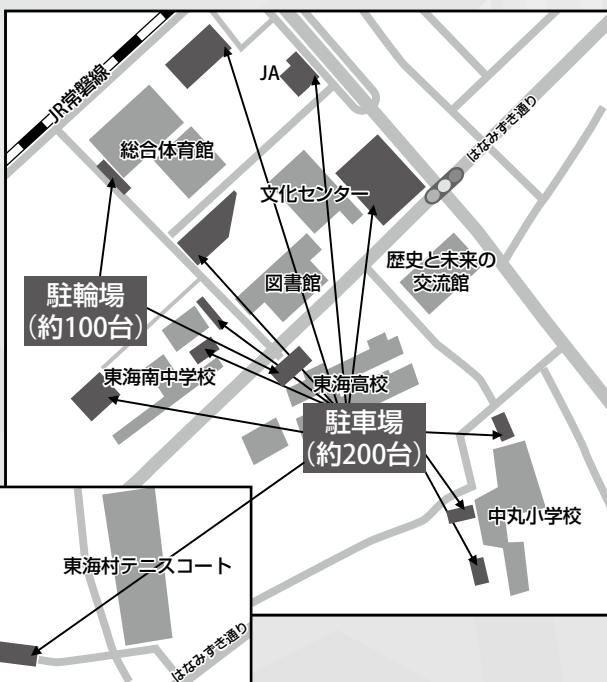 JR常磐線
JA
はなみずき通り
総合体育館
文化センター
歴史と未来の
交流館
図書館
駐輪場
（約100台）
東海南中学校
東海高校
駐車場
（約200台）
中丸小学校
東海村テニスコート
はなみずき通り